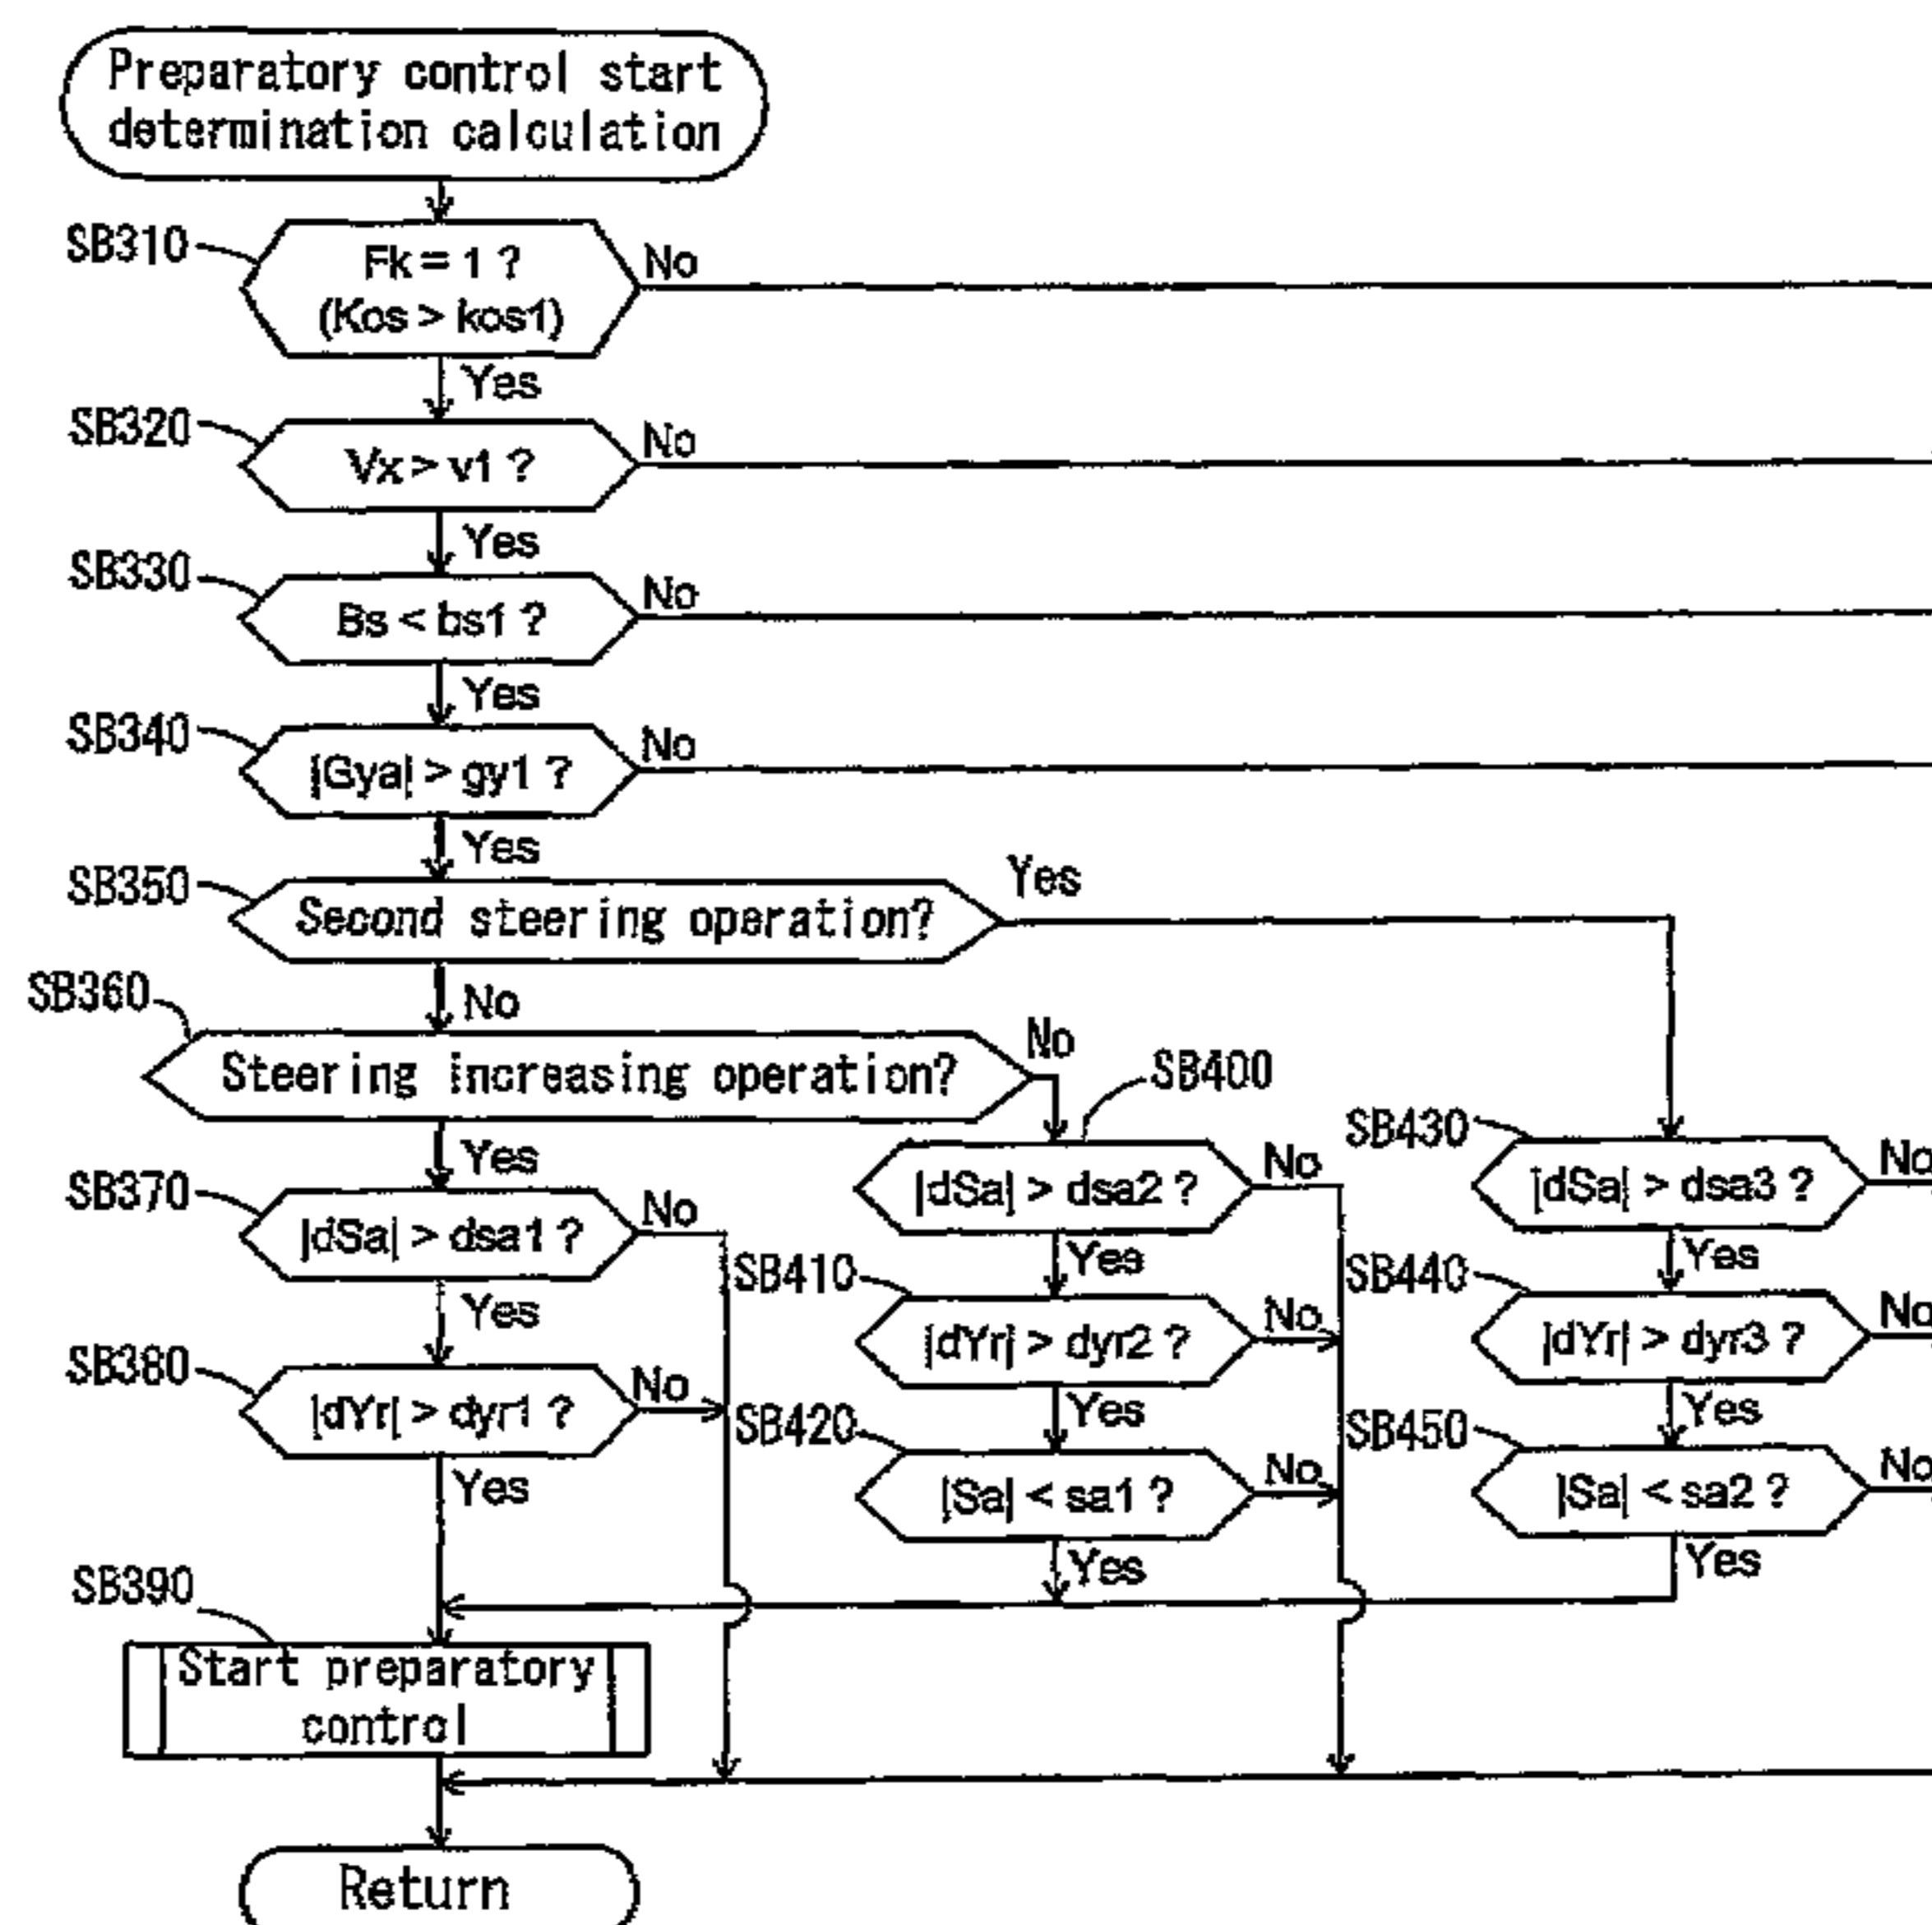 Preparatory control start
determination calculation
SB310
Fk = 1 ?
(Kos > kos1)
No
Yes
SB320
Vx > v1 ?
No
Yes
SB330
Bs < bs1 ?
No
Yes
SB340
|Gya| > gy1 ?
No
Yes
SB350
Second steering operation?
Yes
No
SB360
Steering increasing operation?
No
Yes
SB370
|dSa| > dsa1 ?
No
Yes
SB380
|dYr| > dyr1 ?
No
Yes
SB400
|dSa| > dsa2 ?
No
Yes
SB410
|dYr| > dyr2 ?
No
Yes
SB420
|Sa| < sa1 ?
No
Yes
SB430
|dSa| > dsa3 ?
No
Yes
SB440
|dYr| > dyr3 ?
No
Yes
SB450
|Sa| < sa2 ?
No
Yes
SB390
Start preparatory
control
Return